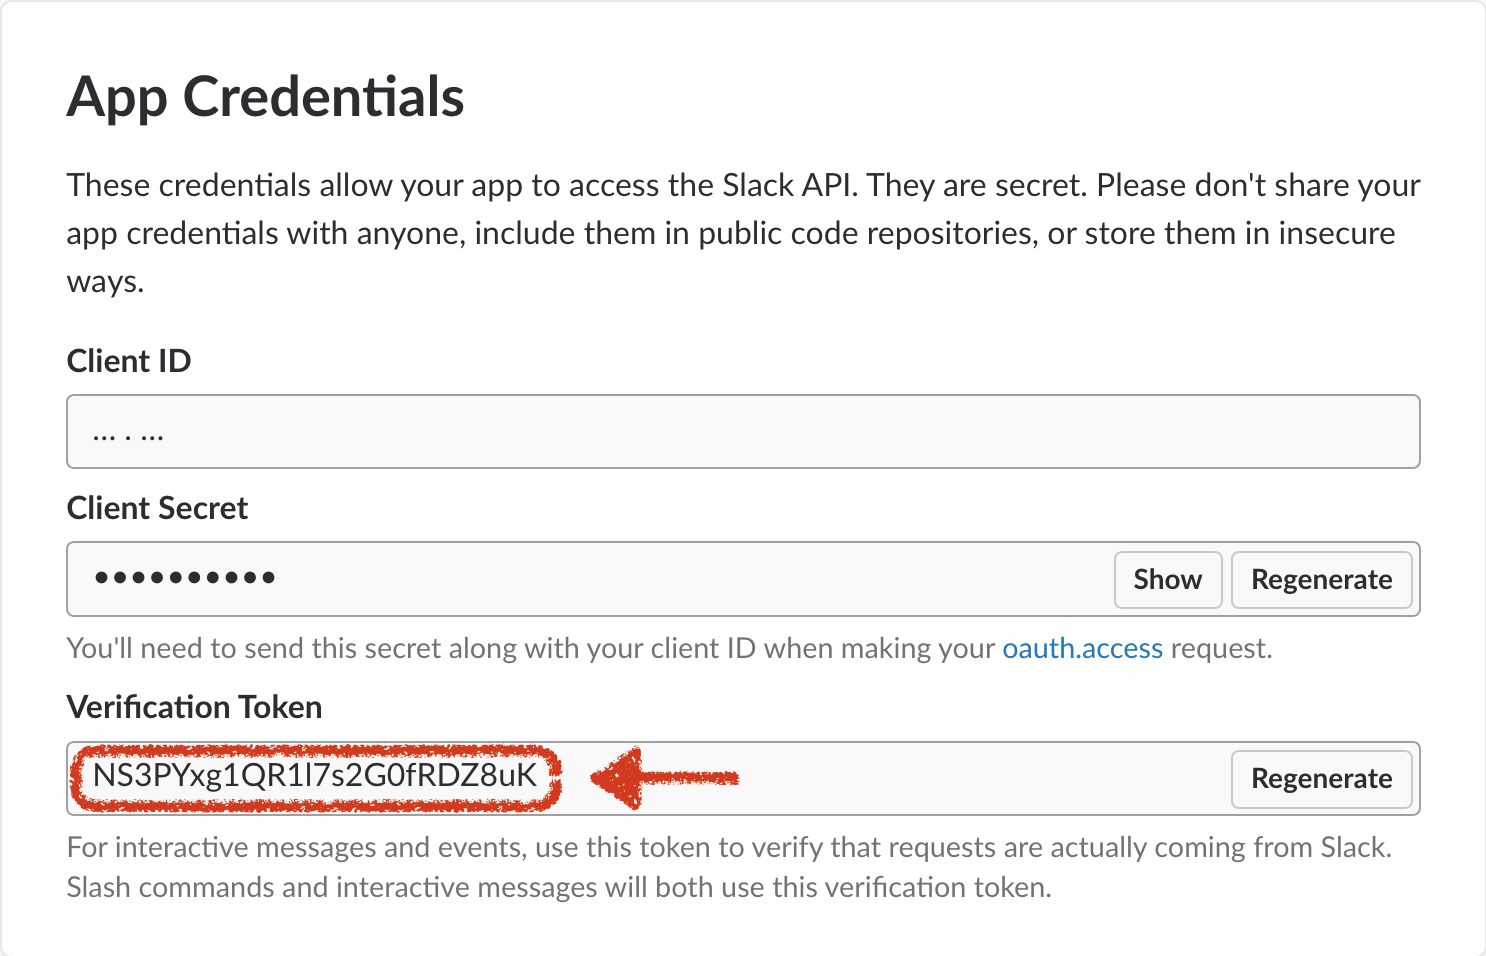 App Credentials
These credentials allow your app to access the Slack API. They are secret. Please don't share your
app credentials with anyone, include them in public code repositories, or store them in insecure
ways.
Client ID
... . ...
Client Secret
••••••••••
Show
Regenerate
You'll need to send this secret along with your client ID when making your oauth.access request.
Verification Token
NS3PYxg1QR1l7s2G0fRDZ8uK
Regenerate
For interactive messages and events, use this token to verify that requests are actually coming from Slack.
Slash commands and interactive messages will both use this verification token.